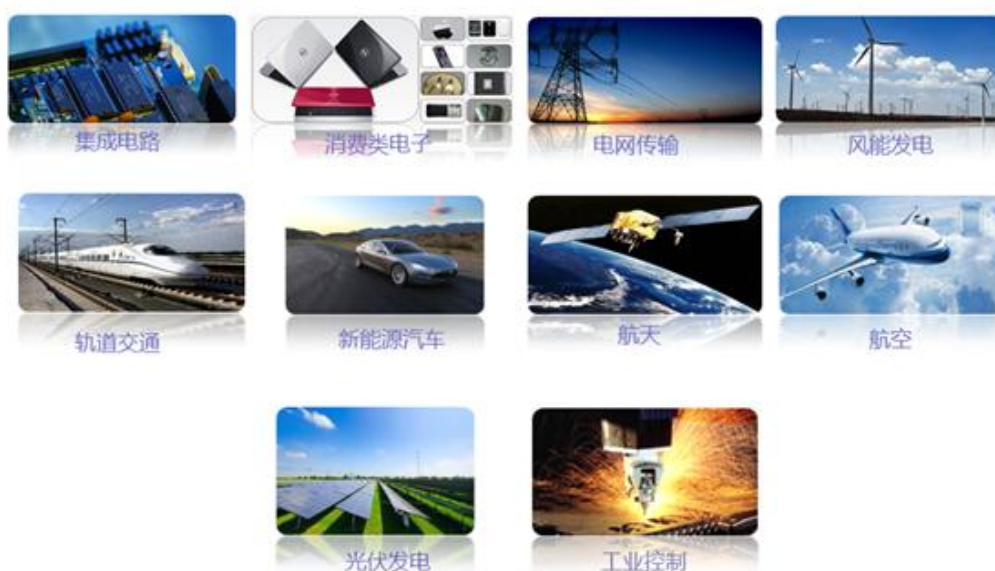 集成电路
消费类电子
电网传输
风能发电
轨道交通
新能源汽车
航天
航空
光伏发电
工业控制